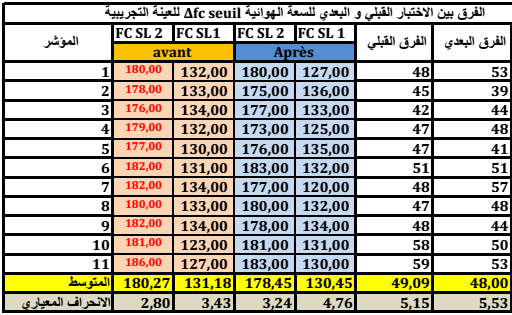 الفرق بين الاختبار القبلي و البعدي للسعة الهوائية Δfc seuil للعينة التجريبية
المؤشر FC SL 2 FC SL1 FC SL 2 FC SL 1 الفرق القبلي الفرق البعدي
avant Après
1 180,00 132,00 180,00 127,00 48 53
2 178,00 133,00 175,00 136,00 45 39
3 176,00 134,00 177,00 133,00 42 44
4 179,00 132,00 173,00 125,00 47 48
5 177,00 130,00 176,00 135,00 47 41
6 182,00 131,00 183,00 132,00 51 51
7 182,00 134,00 177,00 120,00 48 57
8 180,00 133,00 180,00 132,00 47 48
9 182,00 134,00 178,00 134,00 48 44
10 181,00 123,00 181,00 131,00 58 50
11 186,00 127,00 183,00 130,00 59 53
المتوسط 180,27 131,18 178,45 130,45 49,09 48,00
الانحراف المعياري 2,80 3,43 3,24 4,76 5,15 5,53